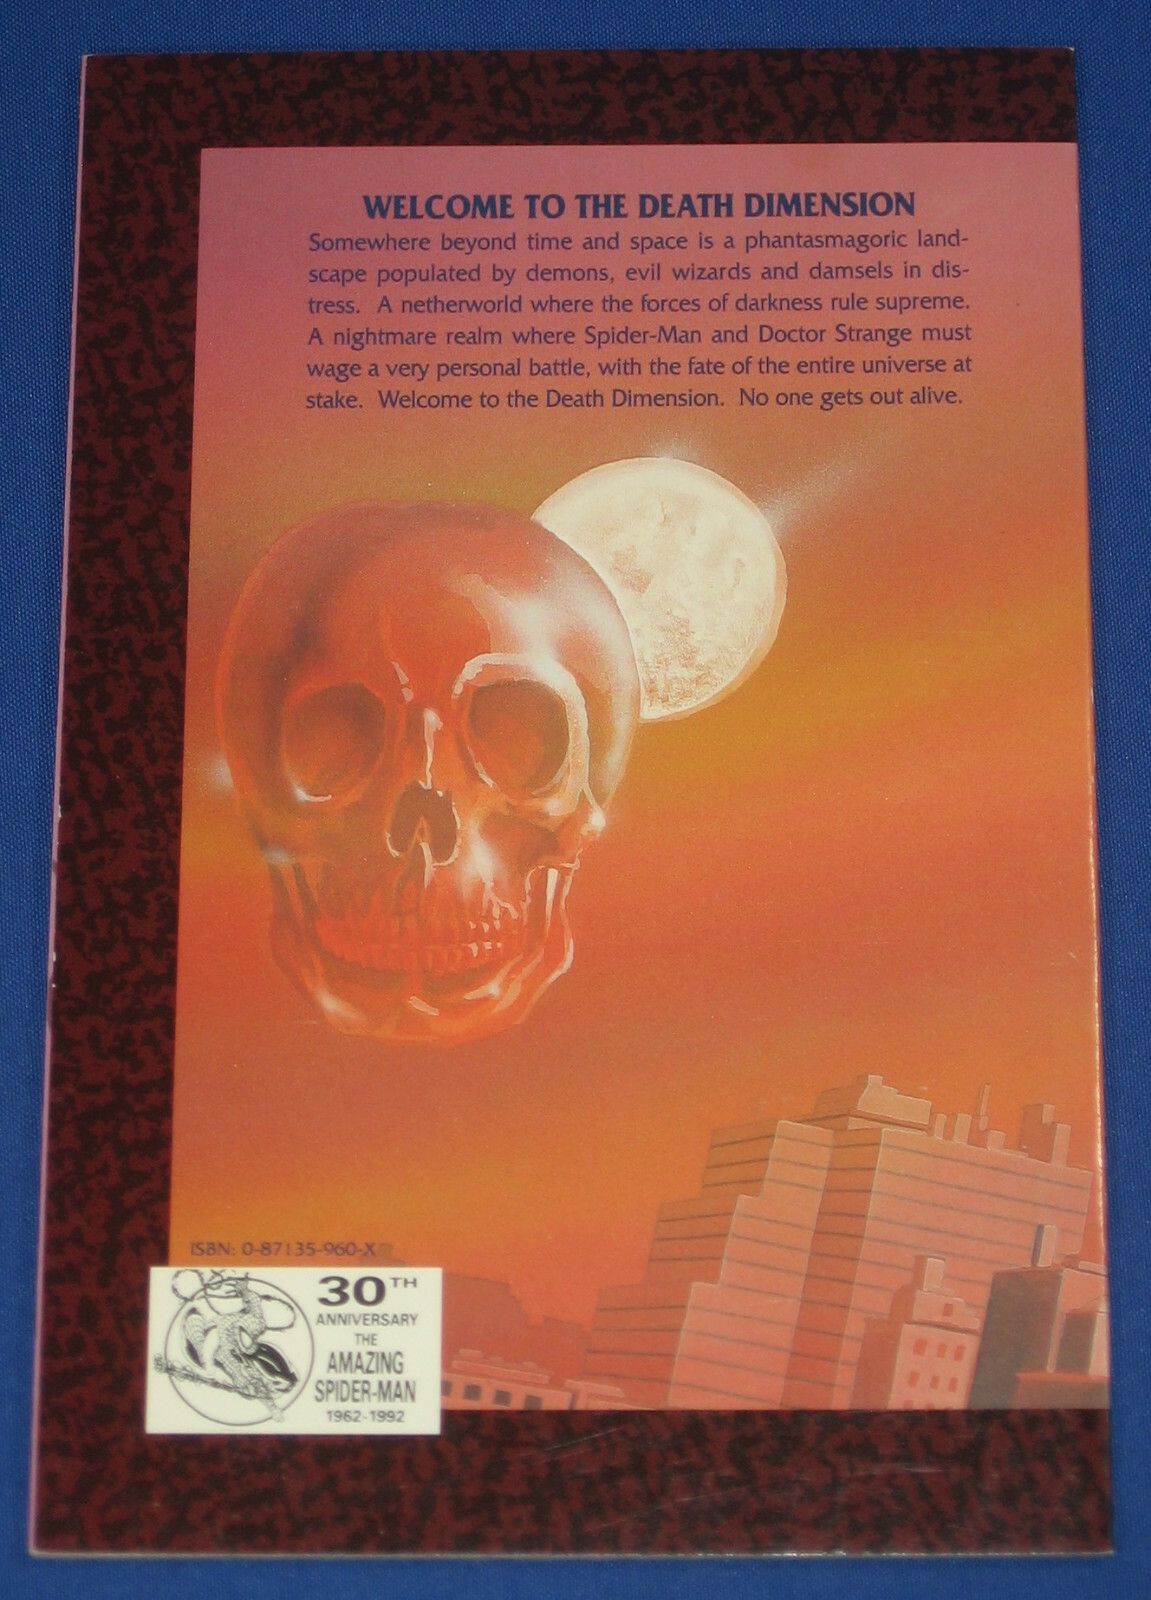 WELCOME TO THE DEATH DIMENSION
Somewhere beyond time and space is a phantasmagoric land-
scape populated by demons, evil wizards and damsels in dis-
tress. A netherworld where the forces of darkness rule supreme.
A nightmare realm where Spider-Man and Doctor Strange must
wage a very personal battle, with the fate of the entire universe at
stake. Welcome to the Death Dimension. No one gets out alive.
ISBN: 0-87135-960-X
30TH
ANNIVERSARY
THE
AMAZING
SPIDER-MAN
1962-1992